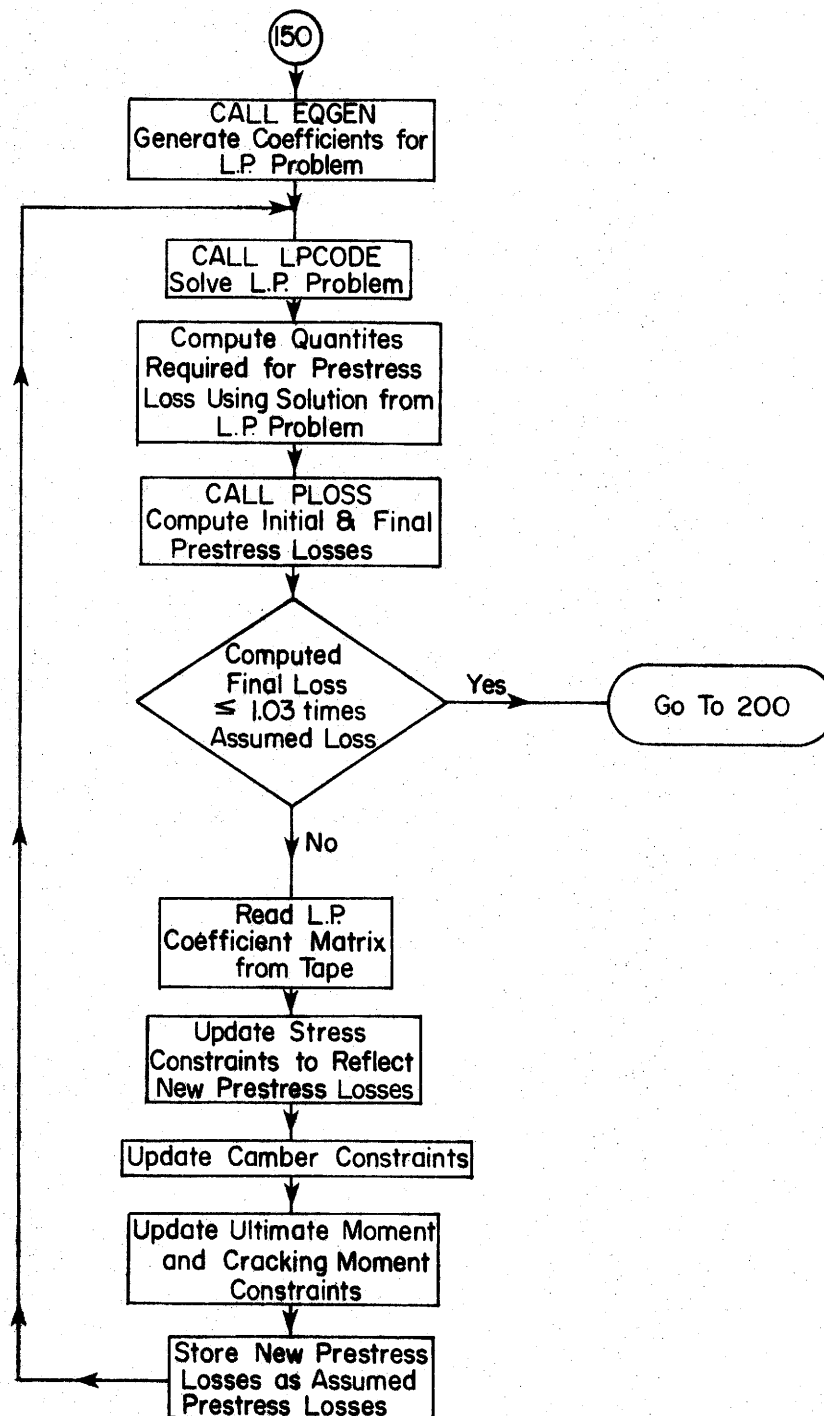 150
CALL EQGEN
Generate Coefficients for
L.P. Problem
CALL LPCODE
Solve L.P. Problem
Compute Quantites
Required for Prestress
Loss Using Solution from
L.P. Problem
CALL PLOSS
Compute Initial & Final
Prestress Losses
Computed
Final Loss
≤ 1.03 times
Assumed Loss
Yes
Go To 200
No
Read L.P.
Coefficient Matrix
from Tape
Update Stress
Constraints to Reflect
New Prestress Losses
Update Camber Constraints
Update Ultimate Moment
and Cracking Moment
Constraints
Store New Prestress
Losses as Assumed
Prestress Losses